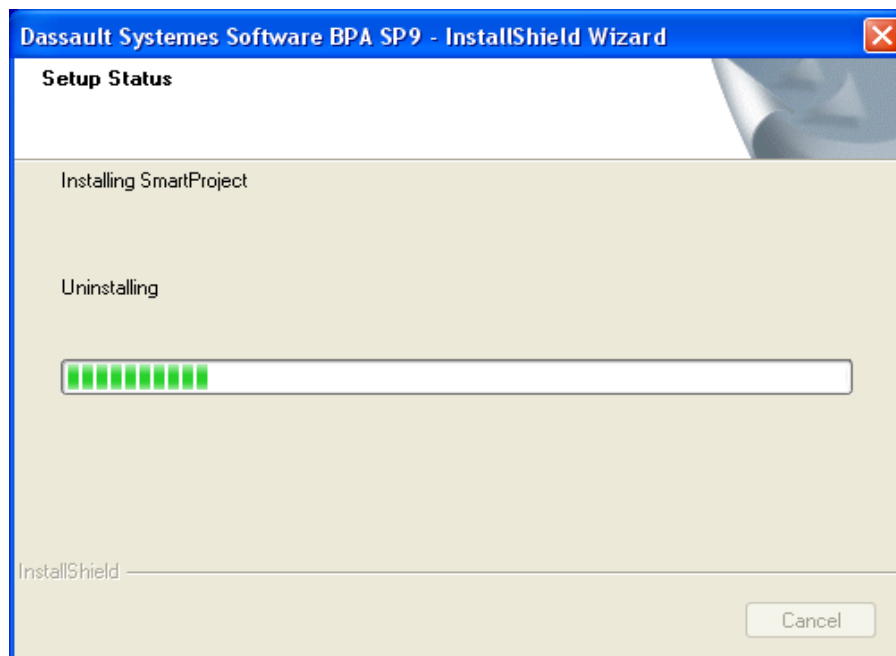 Dassault Systemes Software BPA SP9 - InstallShield Wizard
Setup Status
Installing SmartProject
Uninstalling
InstallShield
Cancel